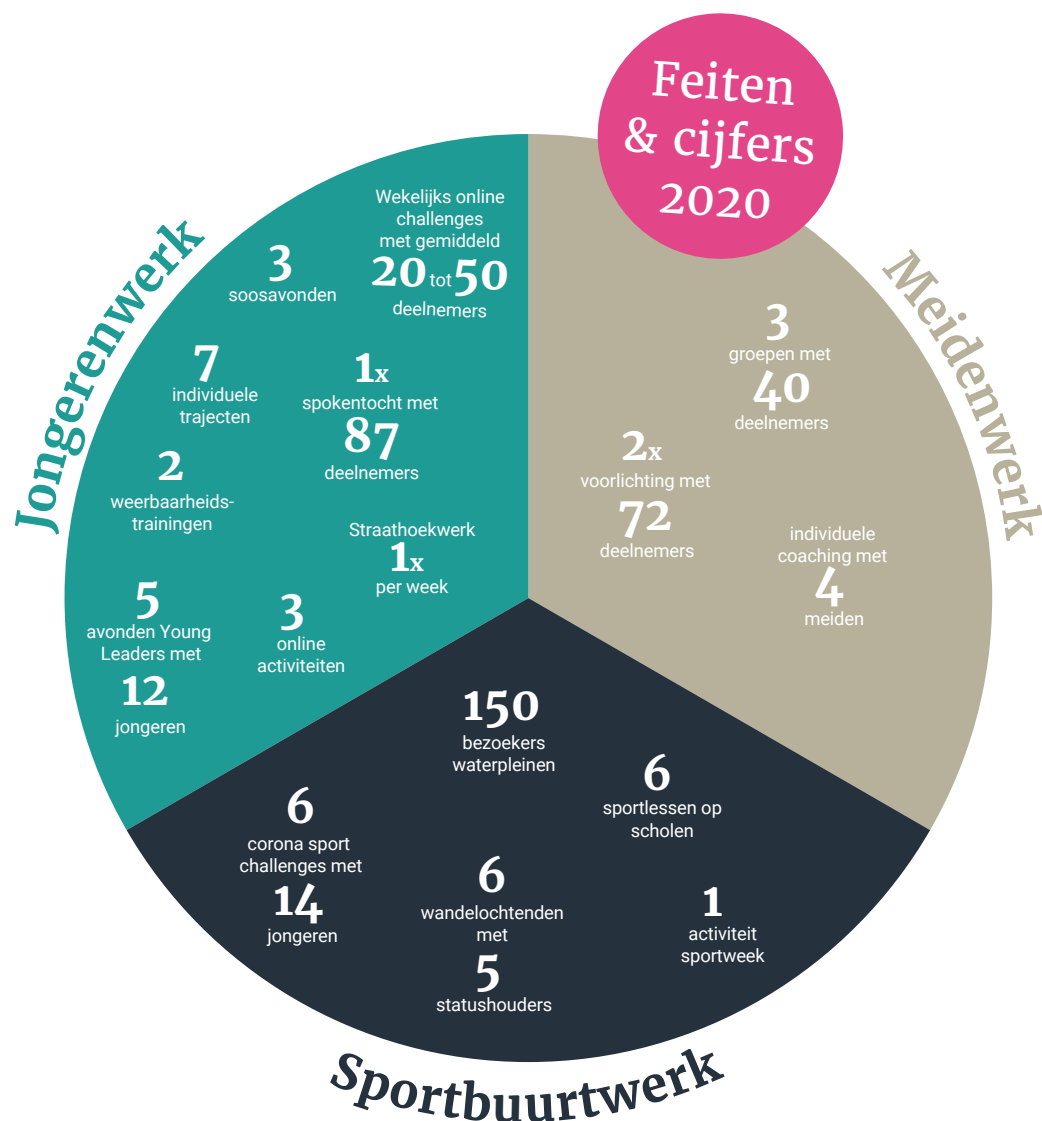 Feiten
& cijfers
2020
Jongerenwerk
Wekelijks online
challenges
met gemiddeld
20 tot 50
deelnemers
3
soosavonden
7
individuele
trajecten
1x
spokentocht met
87
deelnemers
2
weerbaarheids-
trainingen
Straathoekwerk
1x
per week
5
avonden Young
Leaders met
12
jongeren
3
online
activiteiten
Meidenwerk
3
groepen met
40
deelnemers
2x
voorlichting met
72
deelnemers
individuele
coaching met
4
meiden
150
bezoekers
waterpleinen
6
sportlessen op
scholen
6
corona sport
challenges met
14
jongeren
6
wandelochtenden
met
5
statushouders
1
activiteit
sportweek
Sportbuurtwerk